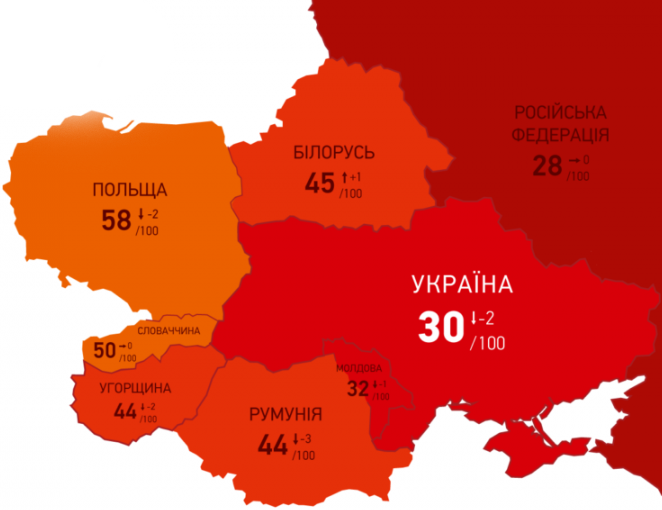 РОСІЙСЬКА
ФЕДЕРАЦІЯ
28 →0
/100
БІЛОРУСЬ
45 ↑+1
/100
ПОЛЬЩА
58 ↓-2
/100
УКРАЇНА
30 ↓-2
/100
СЛОВАЧЧИНА
50 →0
/100
МОЛДОВА
32 ↓-1
/100
УГОРЩИНА
44 ↓-2
/100
РУМУНІЯ
44 ↓-3
/100